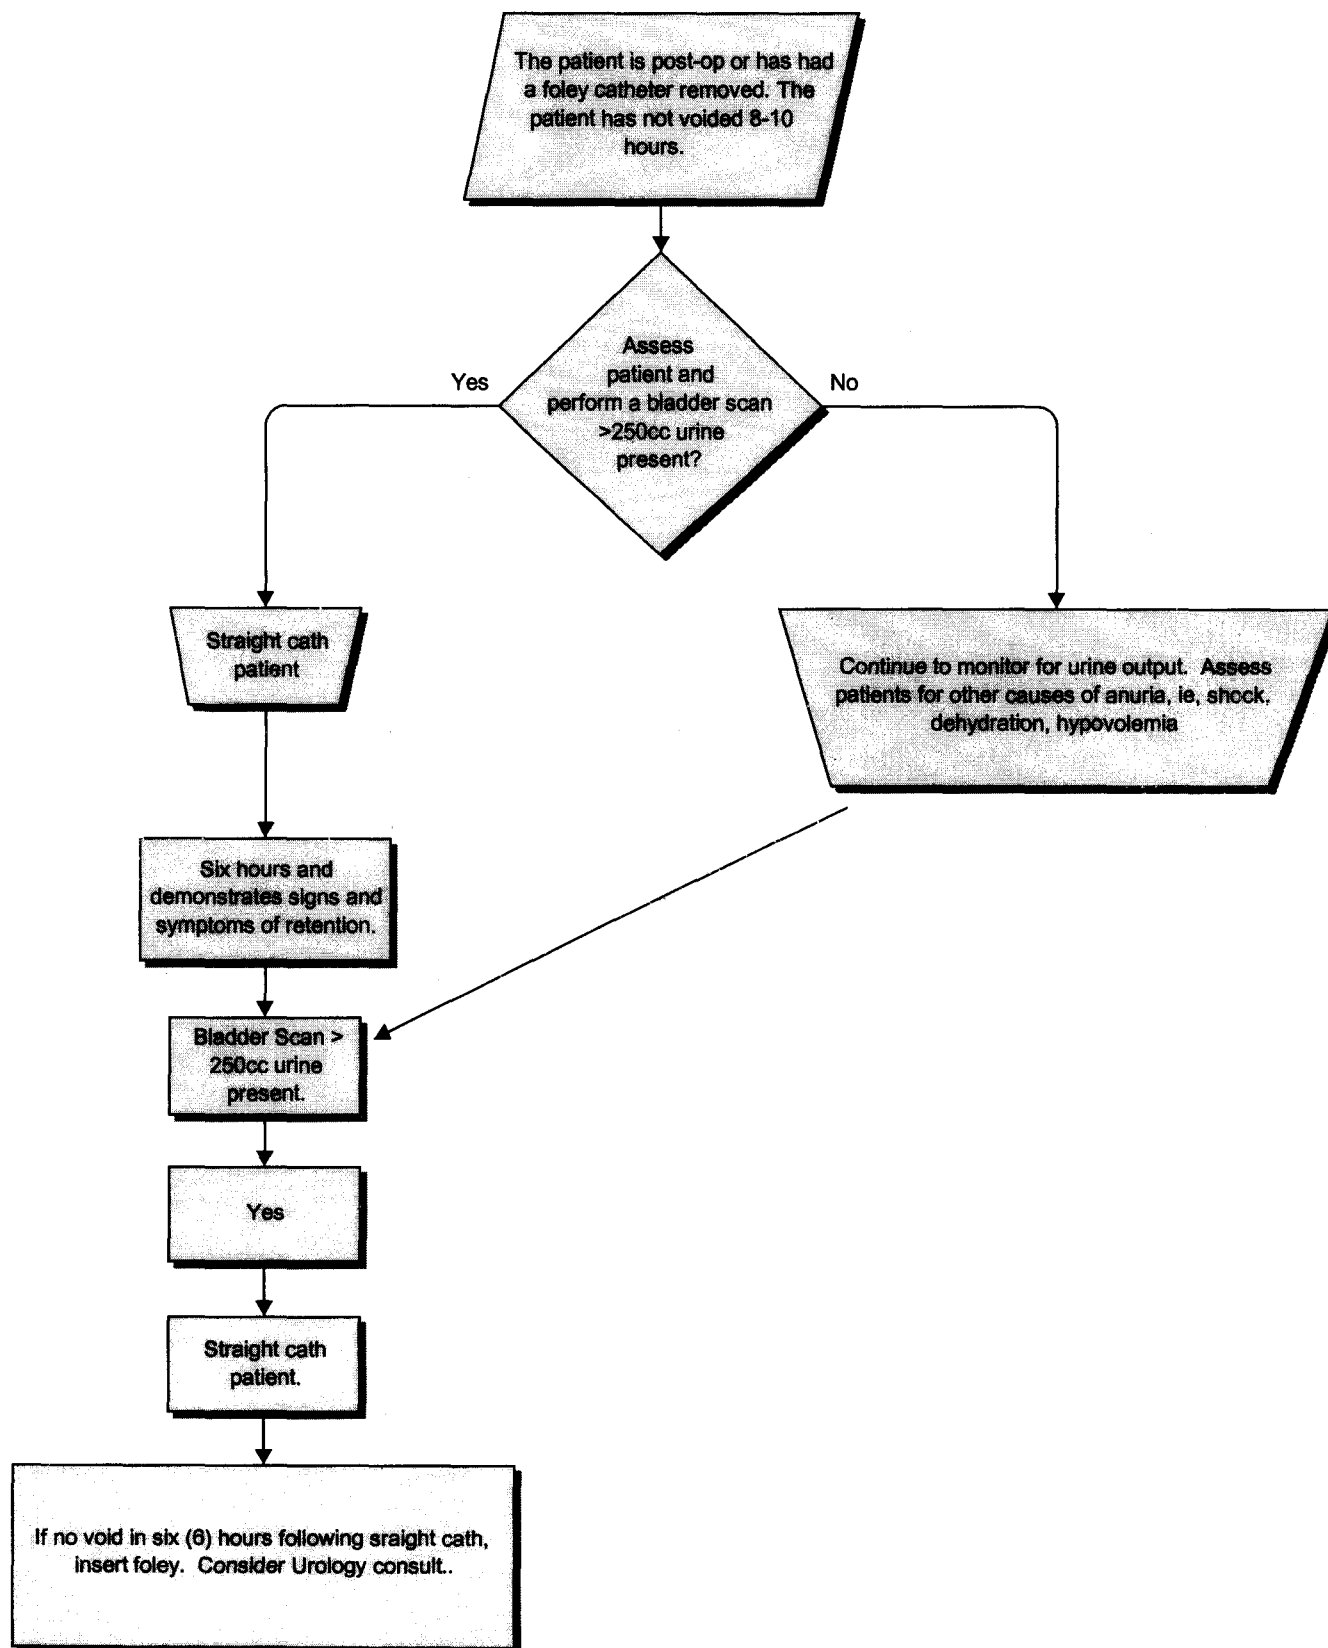 The patient is post-op or has had
a foley catheter removed. The
patient has not voided 8-10
hours.
Assess
patient and
perform a bladder scan
>250cc urine
present?
Yes
No
Straight cath
patient
Continue to monitor for urine output. Assess
patients for other causes of anuria, ie, shock,
dehydration, hypovolemia
Six hours and
demonstrates signs and
symptoms of retention.
Bladder Scan >
250cc urine
present.
Yes
Straight cath
patient.
If no void in six (6) hours following sraight cath,
insert foley. Consider Urology consult..